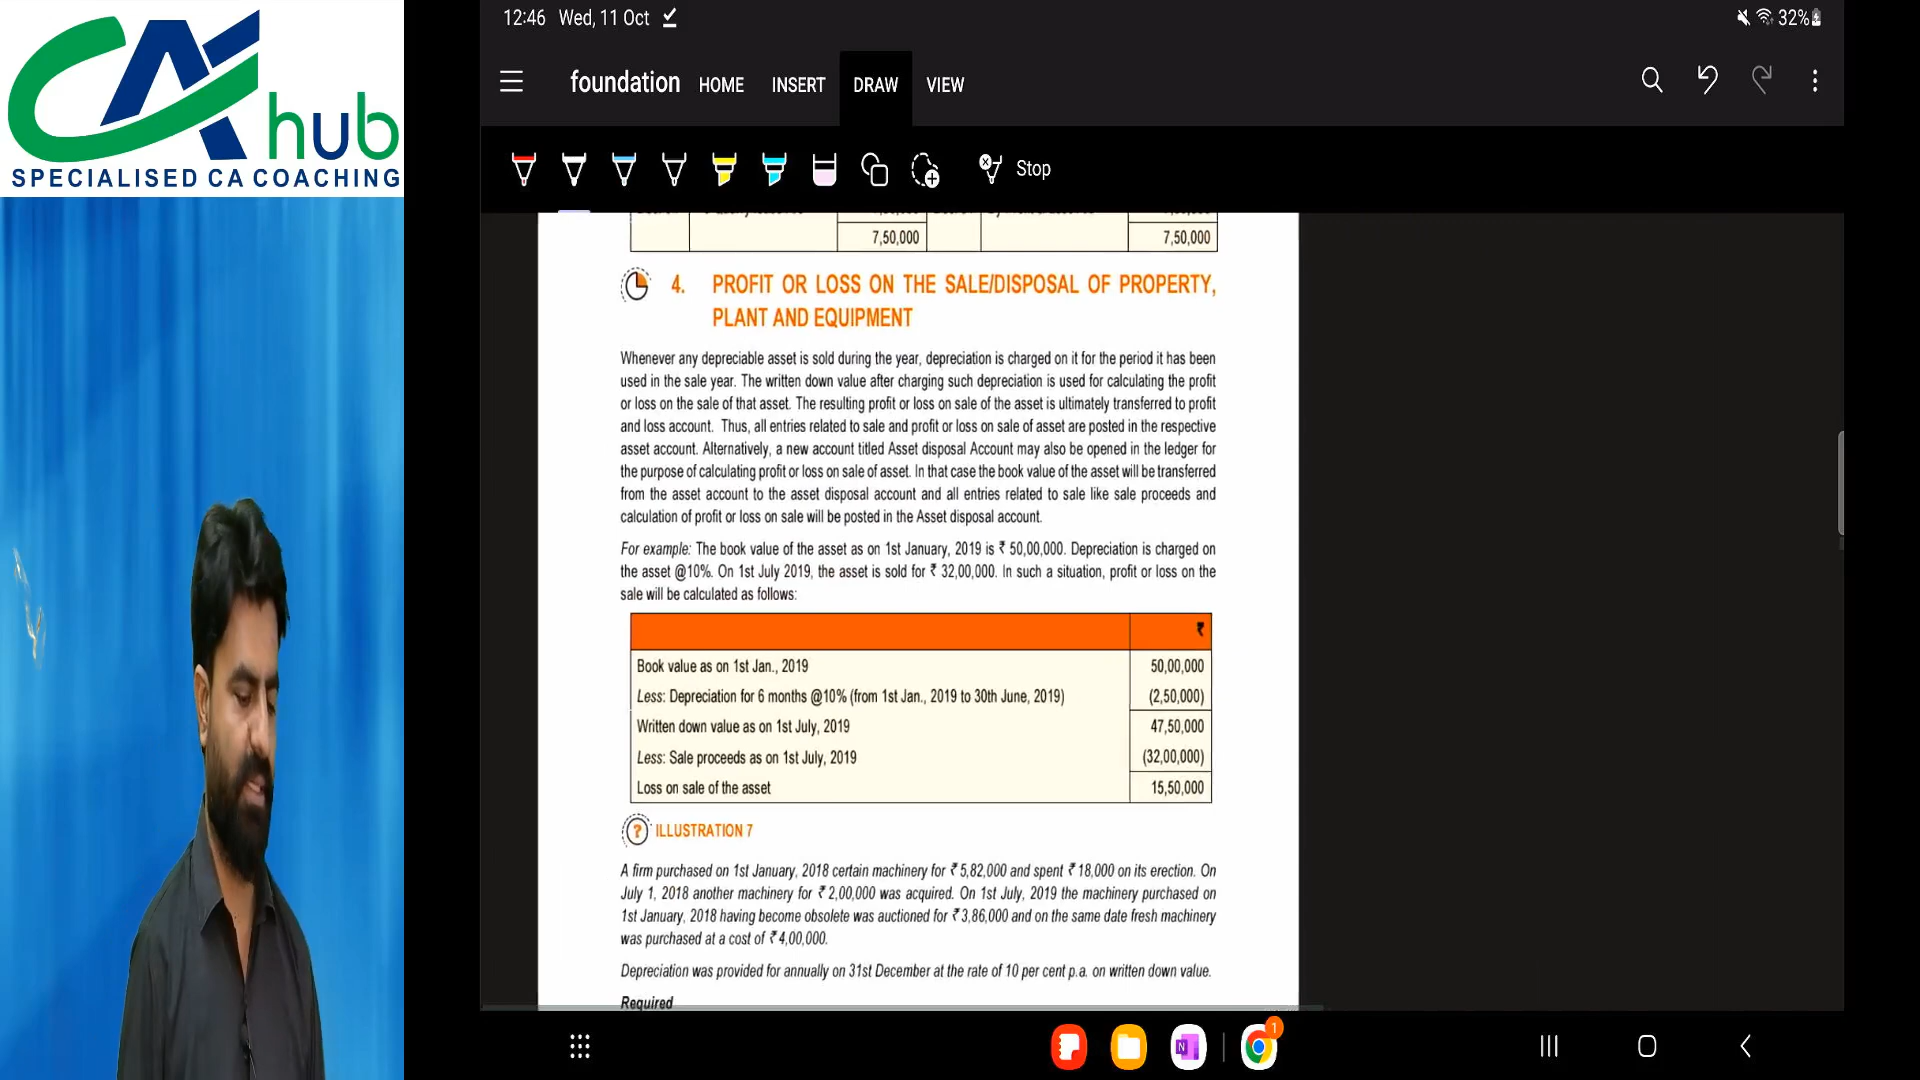 CA hub
SPECIALISED CA COACHING
12:46 Wed, 11 Oct
32%
foundation HOME INSERT DRAW VIEW
Stop
7,50,000 7,50,000
4. PROFIT OR LOSS ON THE SALE/DISPOSAL OF PROPERTY,
PLANT AND EQUIPMENT
Whenever any depreciable asset is sold during the year, depreciation is charged on it for the period it has been
used in the sale year. The written down value after charging such depreciation is used for calculating the profit
or loss on the sale of that asset. The resulting profit or loss on sale of the asset is ultimately transferred to profit
and loss account. Thus, all entries related to sale and profit or loss on sale of asset are posted in the respective
asset account. Alternatively, a new account titled Asset disposal Account may also be opened in the ledger for
the purpose of calculating profit or loss on sale of asset. In that case the book value of the asset will be transferred
from the asset account to the asset disposal account and all entries related to sale like sale proceeds and
calculation of profit or loss on sale will be posted in the Asset disposal account.
For example: The book value of the asset as on 1st January, 2019 is ₹ 50,00,000. Depreciation is charged on
the asset @10%. On 1st July 2019, the asset is sold for ₹ 32,00,000. In such a situation, profit or loss on the
sale will be calculated as follows:
₹
Book value as on 1st Jan., 2019 50,00,000
Less: Depreciation for 6 months @10% (from 1st Jan., 2019 to 30th June, 2019) (2,50,000)
Written down value as on 1st July, 2019 47,50,000
Less: Sale proceeds as on 1st July, 2019 (32,00,000)
Loss on sale of the asset 15,50,000
? ILLUSTRATION 7
A firm purchased on 1st January, 2018 certain machinery for ₹ 5,82,000 and spent ₹ 18,000 on its erection. On
July 1, 2018 another machinery for ₹ 2,00,000 was acquired. On 1st July, 2019 the machinery purchased on
1st January, 2018 having become obsolete was auctioned for ₹ 3,86,000 and on the same date fresh machinery
was purchased at a cost of ₹ 4,00,000.
Depreciation was provided for annually on 31st December at the rate of 10 per cent p.a. on written down value.
Required
1